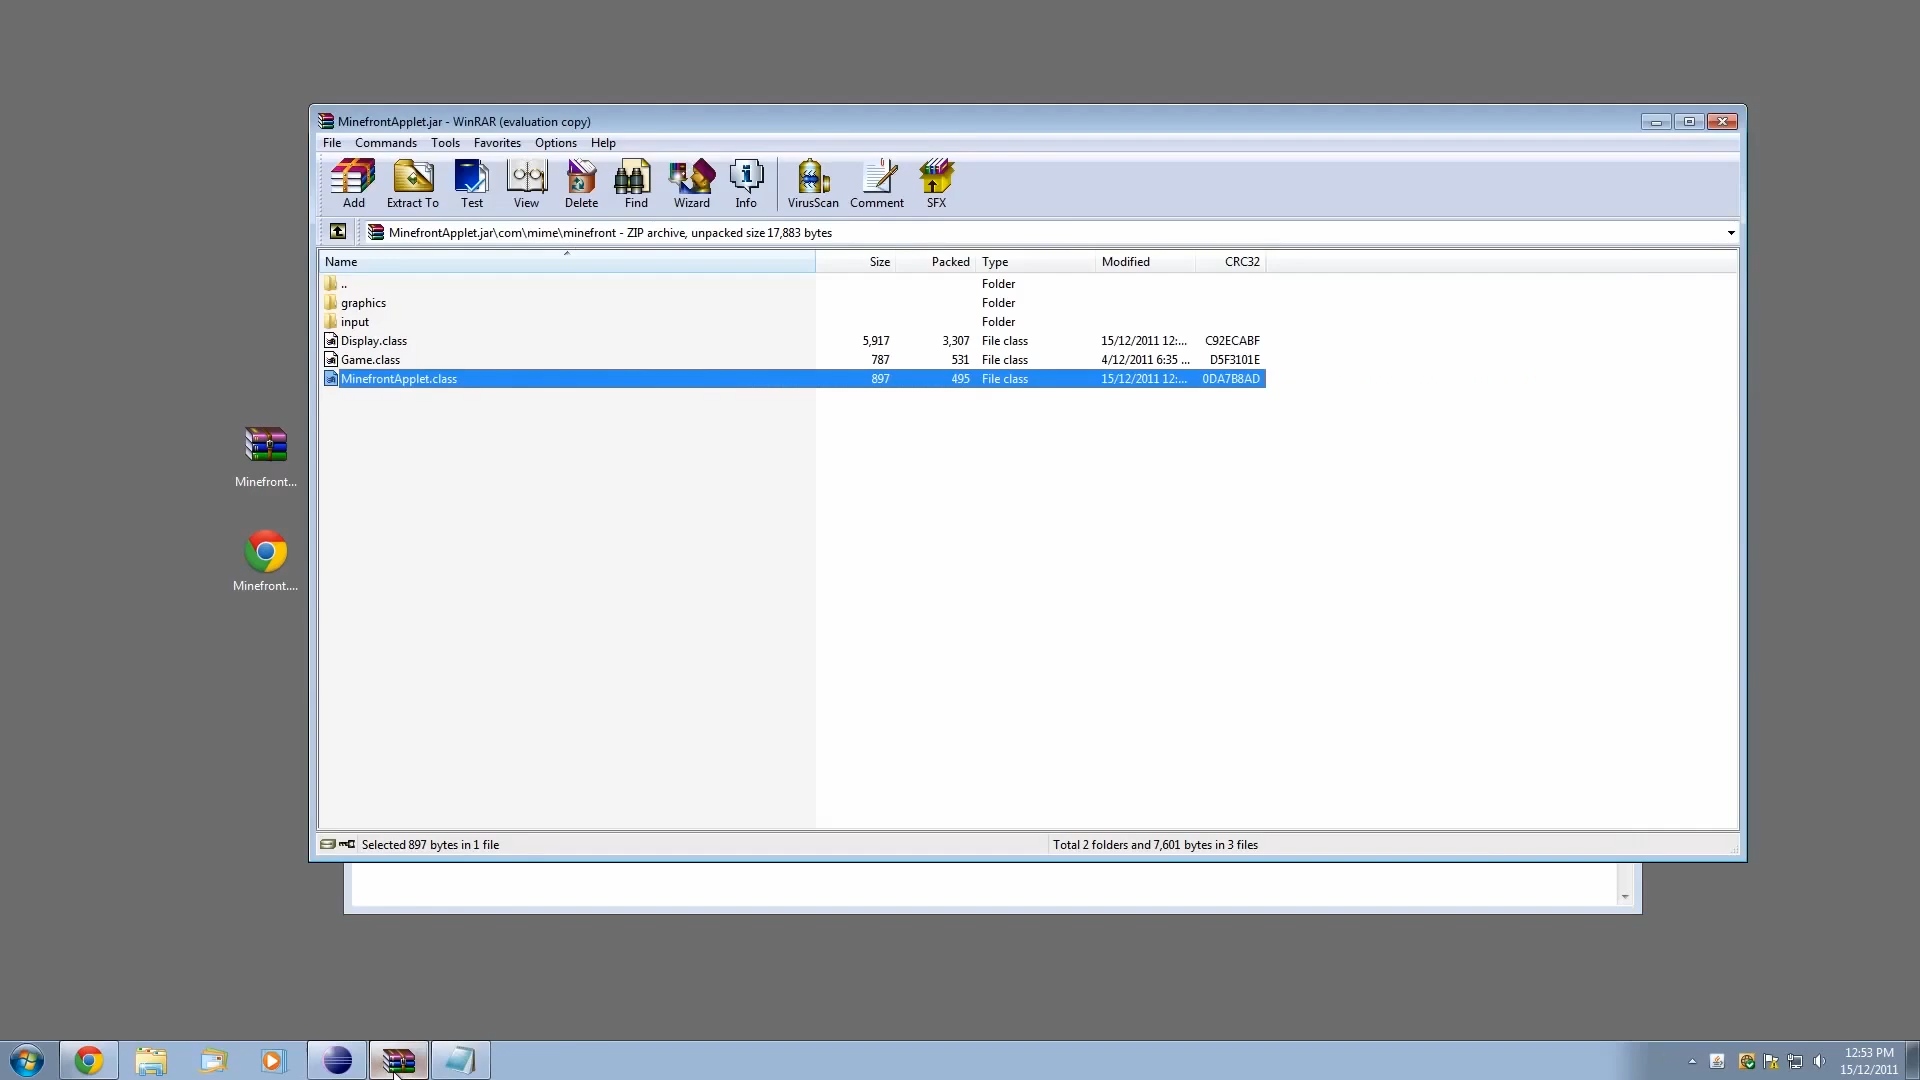 MinefrontApplet.jar - WinRAR (evaluation copy)
File Commands Tools Favorites Options Help
Add Extract To Test View Delete Find Wizard Info VirusScan Comment SFX
MinefrontApplet.jar\com\mime\minefront - ZIP archive, unpacked size 17,883 bytes
Name Size Packed Type Modified CRC32
.. Folder
graphics Folder
input Folder
Display.class 5,917 3,307 File class 15/12/2011 12:... C92ECABF
Game.class 787 531 File class 4/12/2011 6:35 ... D5F3101E
MinefrontApplet.class 897 495 File class 15/12/2011 12:... 0DA7B8AD
Minefront...
Minefront....
Selected 897 bytes in 1 file Total 2 folders and 7,601 bytes in 3 files
12:53 PM
15/12/2011